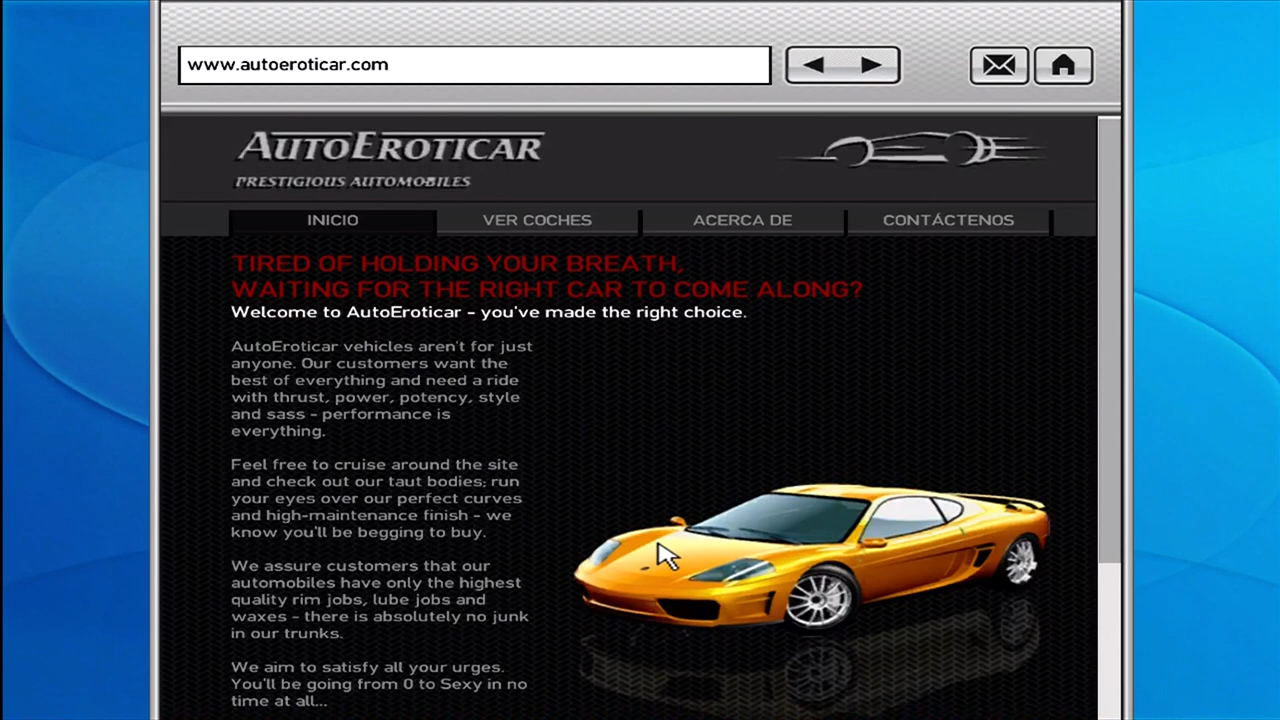 www.autoeroticar.com
AUTOEROTICAR
PRESTIGIOUS AUTOMOBILES
INICIO
VER COCHES
ACERCA DE
CONTÁCTENOS
TIRED OF HOLDING YOUR BREATH,
WAITING FOR THE RIGHT CAR TO COME ALONG?
Welcome to AutoEroticar - you've made the right choice.
AutoEroticar vehicles aren't for just
anyone. Our customers want the
best of everything and need a ride
with thrust, power, potency, style
and sass - performance is
everything.
Feel free to cruise around the site
and check out our taut bodies; run
your eyes over our perfect curves
and high-maintenance finish - we
know you'll be begging to buy.
We assure customers that our
automobiles have only the highest
quality rim jobs, lube jobs and
waxes - there is absolutely no junk
in our trunks.
We aim to satisfy all your urges.
You'll be going from 0 to Sexy in no
time at all...